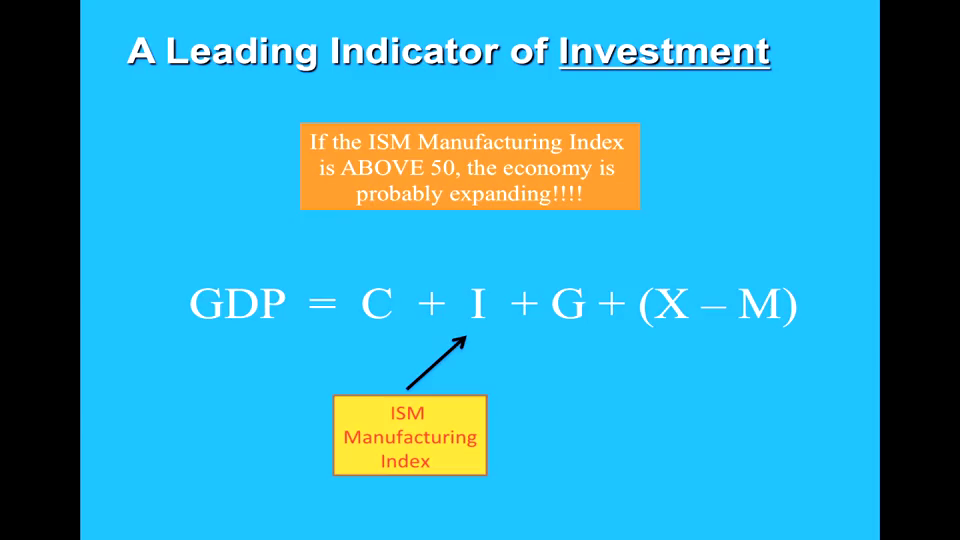 A Leading Indicator of Investment
If the ISM Manufacturing Index
is ABOVE 50, the economy is
probably expanding!!!!
GDP = C + I + G + (X – M)
ISM
Manufacturing
Index